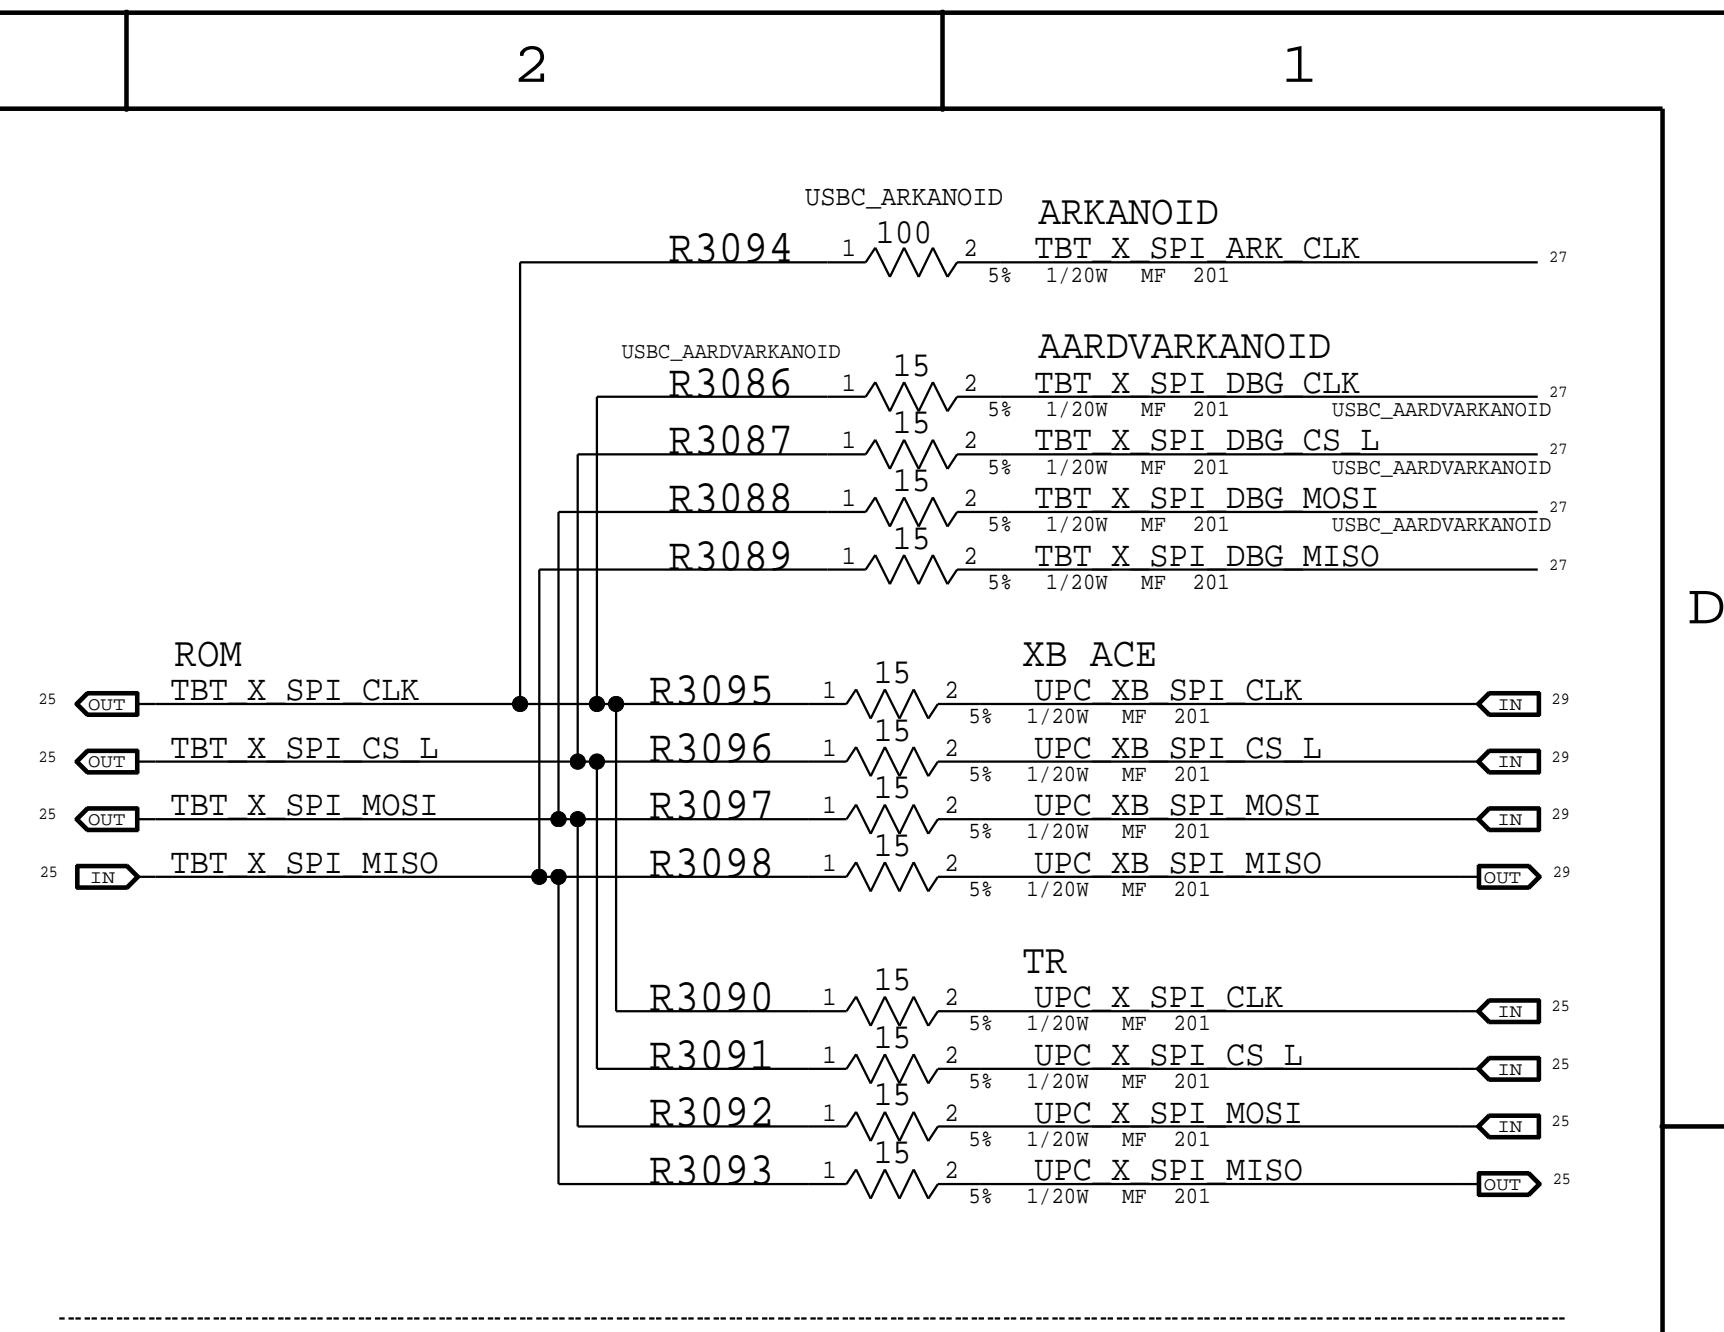 2 1
USBC_ARKANOID
ARKANOID
R3094 1 100 2 TBT_X_SPI_ARK_CLK 27
5% 1/20W MF 201
AARDVARKANOID
USBC_AARDVARKANOID
R3086 1 15 2 TBT_X_SPI_DBG_CLK 27
5% 1/20W MF 201 USBC_AARDVARKANOID
R3087 1 15 2 TBT_X_SPI_DBG_CS_L 27
5% 1/20W MF 201 USBC_AARDVARKANOID
R3088 1 15 2 TBT_X_SPI_DBG_MOSI 27
5% 1/20W MF 201 USBC_AARDVARKANOID
R3089 1 15 2 TBT_X_SPI_DBG_MISO 27
5% 1/20W MF 201
D
ROM XB ACE
25 OUT TBT_X_SPI_CLK R3095 1 15 2 UPC_XB_SPI_CLK IN 29
5% 1/20W MF 201
25 OUT TBT_X_SPI_CS_L R3096 1 15 2 UPC_XB_SPI_CS_L IN 29
5% 1/20W MF 201
25 OUT TBT_X_SPI_MOSI R3097 1 15 2 UPC_XB_SPI_MOSI IN 29
5% 1/20W MF 201
25 IN TBT_X_SPI_MISO R3098 1 15 2 UPC_XB_SPI_MISO OUT 29
5% 1/20W MF 201
TR
R3090 1 15 2 UPC_X_SPI_CLK IN 25
5% 1/20W MF 201
R3091 1 15 2 UPC_X_SPI_CS_L IN 25
5% 1/20W MF 201
R3092 1 15 2 UPC_X_SPI_MOSI IN 25
5% 1/20W MF 201
R3093 1 15 2 UPC_X_SPI_MISO OUT 25
5% 1/20W MF 201